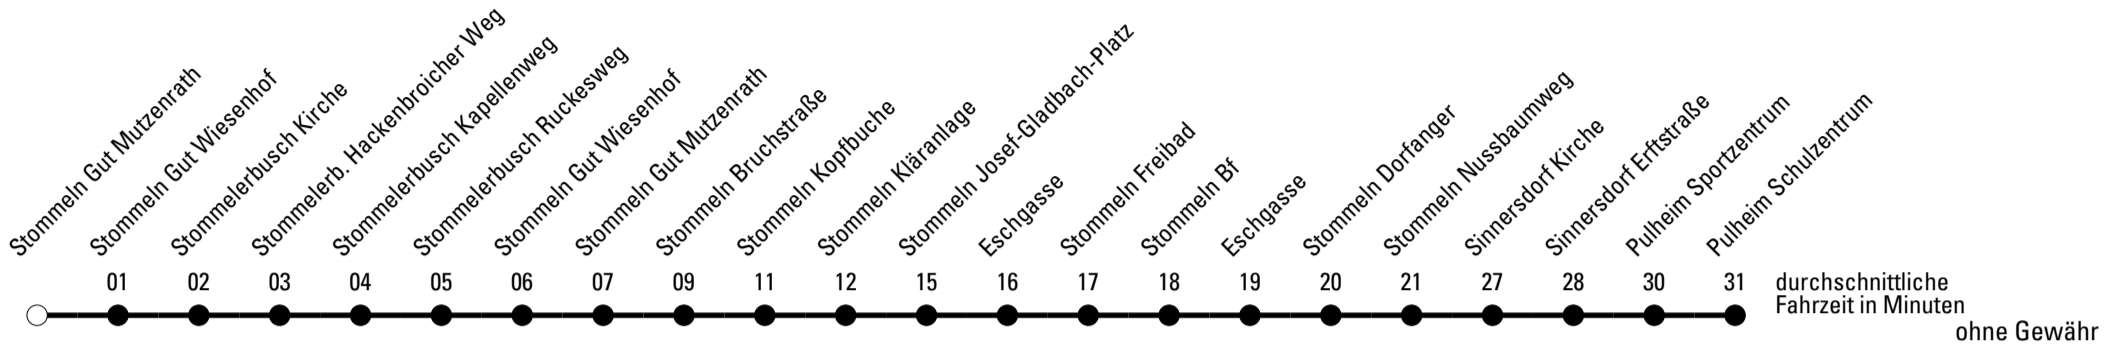 Stommeln Gut Mutzenrath
Stommeln Gut Wiesenhof
Stommelerbusch Kirche
Stommelerb. Hackenbroicher Weg
Stommelerbusch Kapellenweg
Stommelerbusch Ruckesweg
Stommeln Gut Wiesenhof
Stommeln Gut Mutzenrath
Stommeln Bruchstraße
Stommeln Kopfbuche
Stommeln Kläranlage
Stommeln Josef-Gladbach-Platz
Eschgasse
Stommeln Freibad
Stommeln Bf
Eschgasse
Stommeln Dorfanger
Stommeln Nussbaumweg
Sinnersdorf Kirche
Sinnersdorf Erftstraße
Pulheim Sportzentrum
Pulheim Schulzentrum
01 02 03 04 05 06 07 09 11 12 15 16 17 18 19 20 21 27 28 30 31 durchschnittliche
Fahrzeit in Minuten
ohne Gewähr